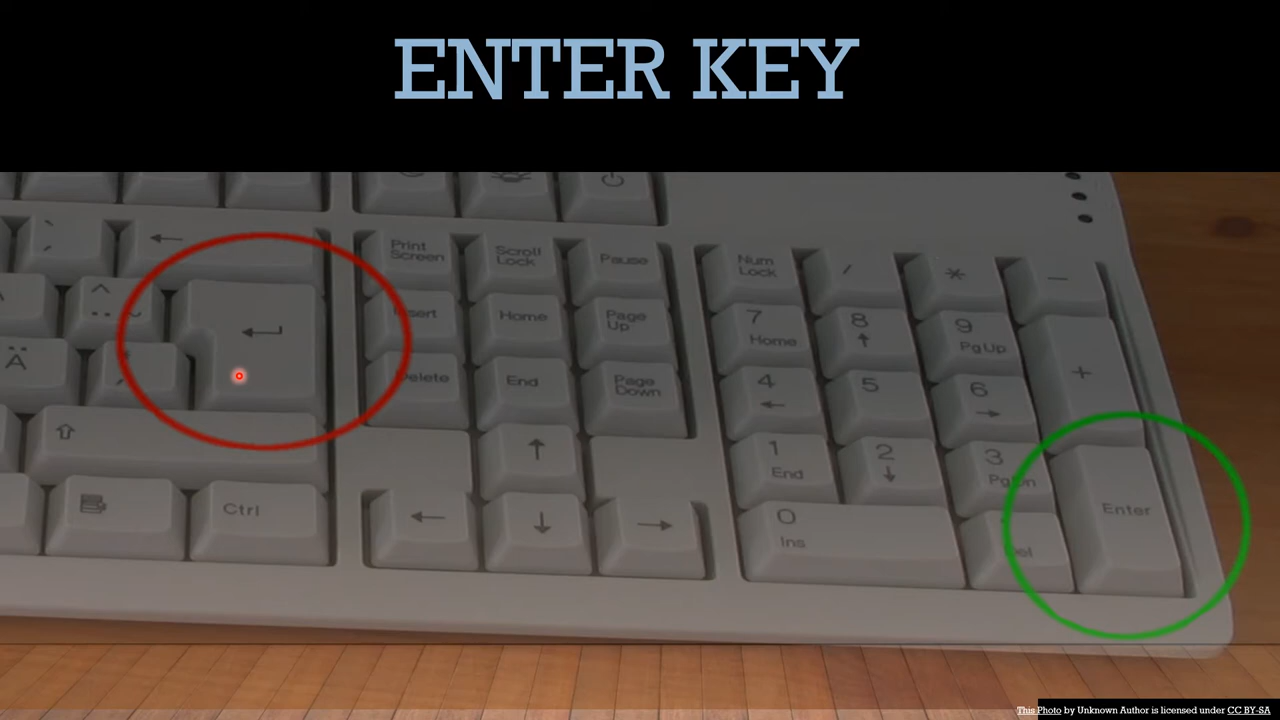 ENTER KEY
Print
Screen
Scroll
Lock
Pause
Num
Lock
/
*
-
Home
Page
Up
7
Home
8
↑
9
PgUp
+
Ä
Delete
End
Page
Down
4
←
5
6
→
1
End
2
↓
3
Enter
Ctrl
0
Ins
This Photo by Unknown Author is licensed under CC BY-SA